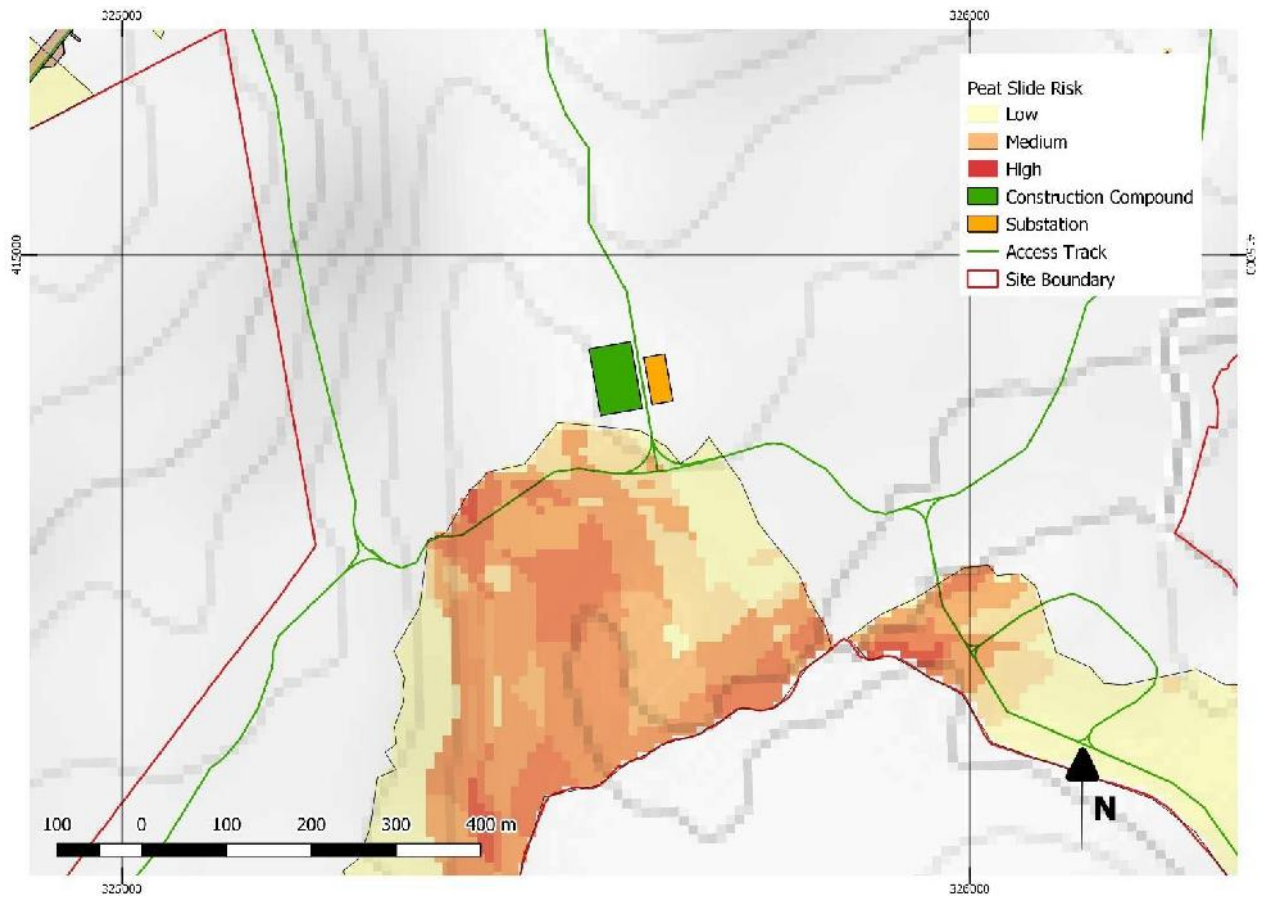 325000
326000
Peat Slide Risk
Low
Medium
High
Construction Compound
Substation
Access Track
Site Boundary
415000
415000
100 0 100 200 300 400 m
N
325000
326000